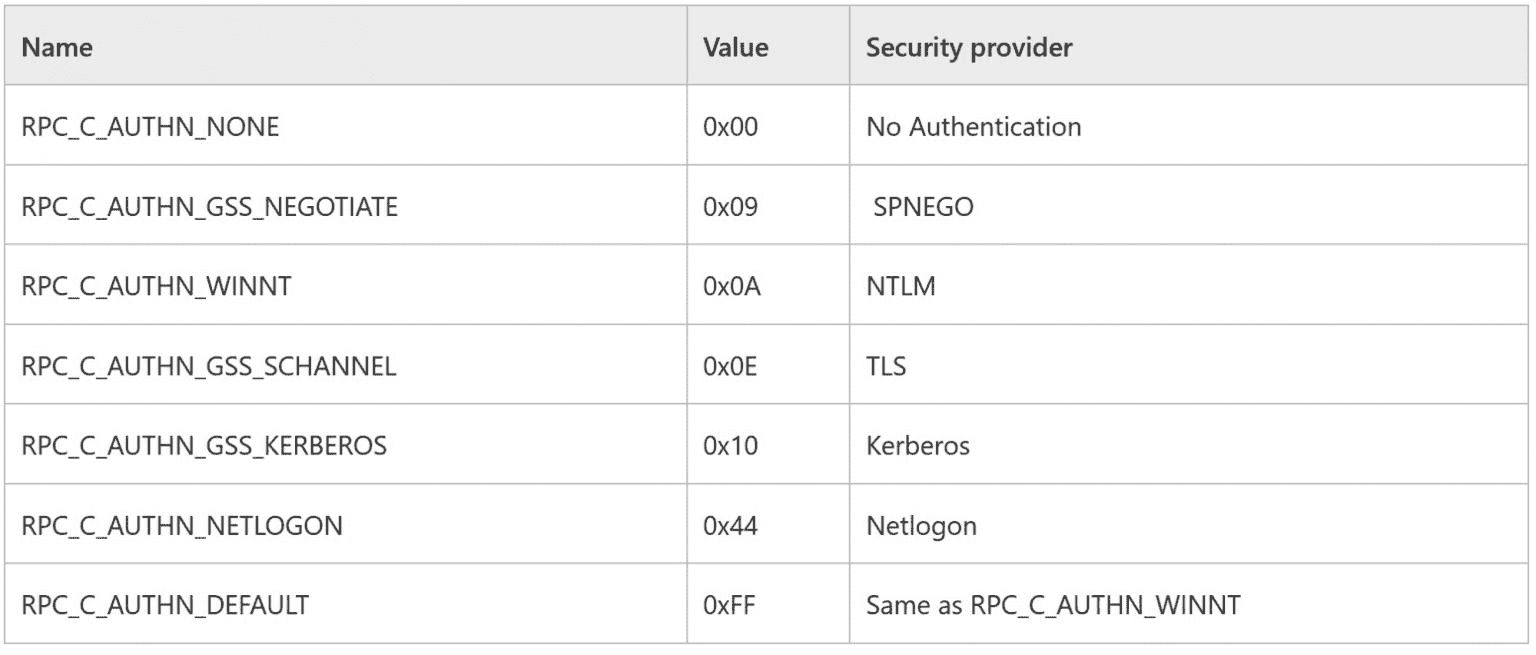 Name Value Security provider
RPC_C_AUTHN_NONE 0x00 No Authentication
RPC_C_AUTHN_GSS_NEGOTIATE 0x09 SPNEGO
RPC_C_AUTHN_WINNT 0x0A NTLM
RPC_C_AUTHN_GSS_SCHANNEL 0x0E TLS
RPC_C_AUTHN_GSS_KERBEROS 0x10 Kerberos
RPC_C_AUTHN_NETLOGON 0x44 Netlogon
RPC_C_AUTHN_DEFAULT 0xFF Same as RPC_C_AUTHN_WINNT